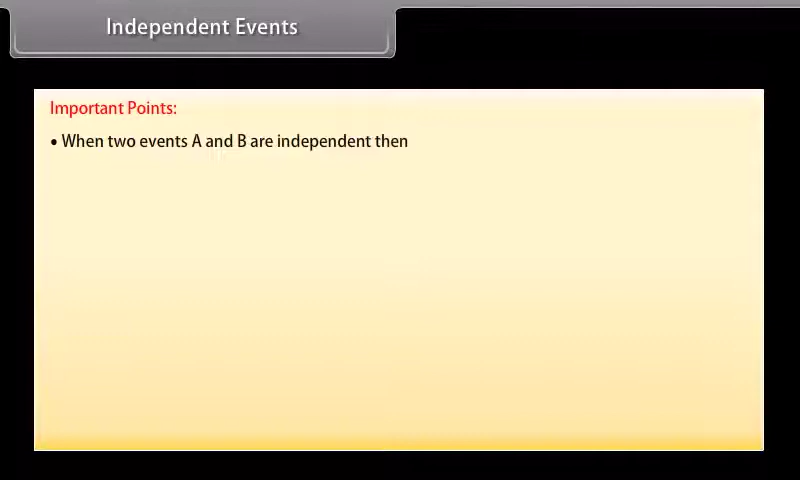 Independent Events
Important Points:
• When two events A and B are independent then